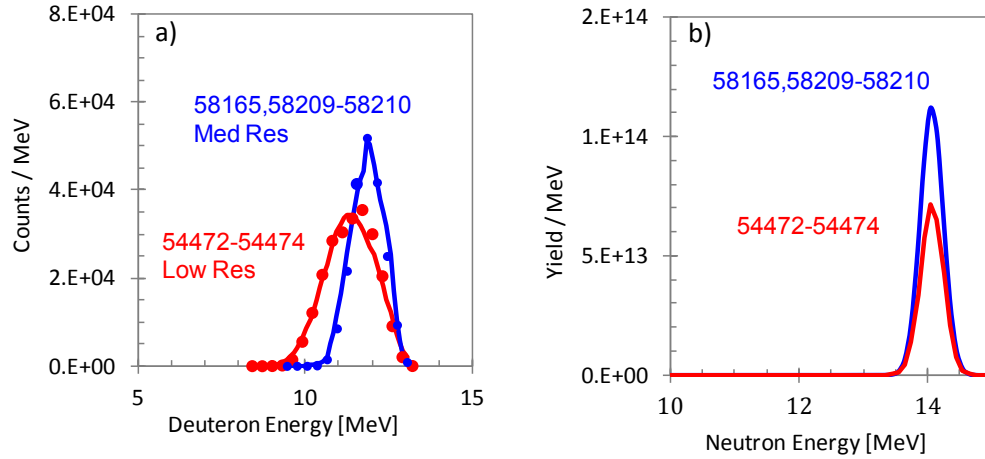 a)
8.E+04
6.E+04
4.E+04
2.E+04
0.E+00
Counts / MeV
58165,58209-58210
Med Res
54472-54474
Low Res
5
10
15
Deuteron Energy [MeV]
b)
2.E+14
1.E+14
5.E+13
0.E+00
Yield / MeV
58165,58209-58210
54472-54474
10
12
14
Neutron Energy [MeV]